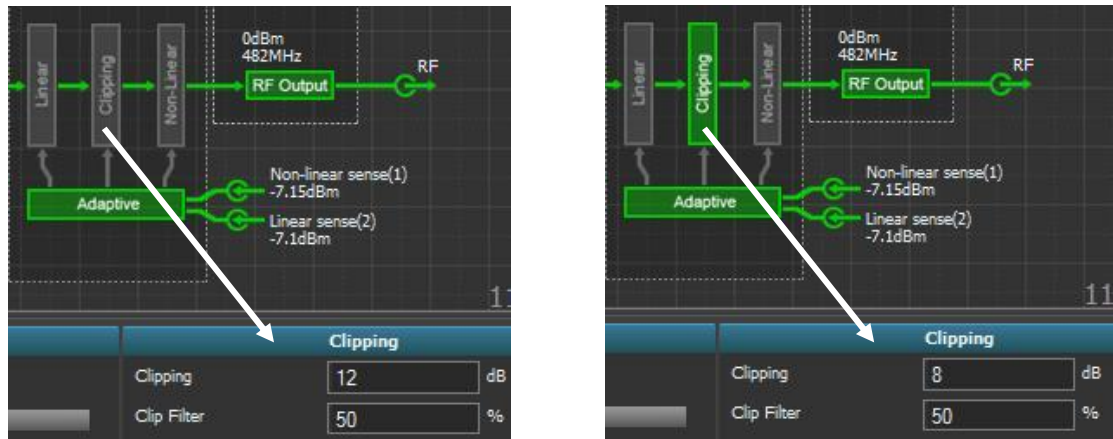 0dBm
482MHz
RF
Linear
Clipping
Non-Linear
RF Output
Non-linear sense(1)
-7.15dBm
Adaptive
Linear sense(2)
-7.1dBm
11
Clipping
Clipping 12 dB
Clip Filter 50 %
0dBm
482MHz
RF
Linear
Clipping
Non-Linear
RF Output
Non-linear sense(1)
-7.15dBm
Adaptive
Linear sense(2)
-7.1dBm
11
Clipping
Clipping 8 dB
Clip Filter 50 %